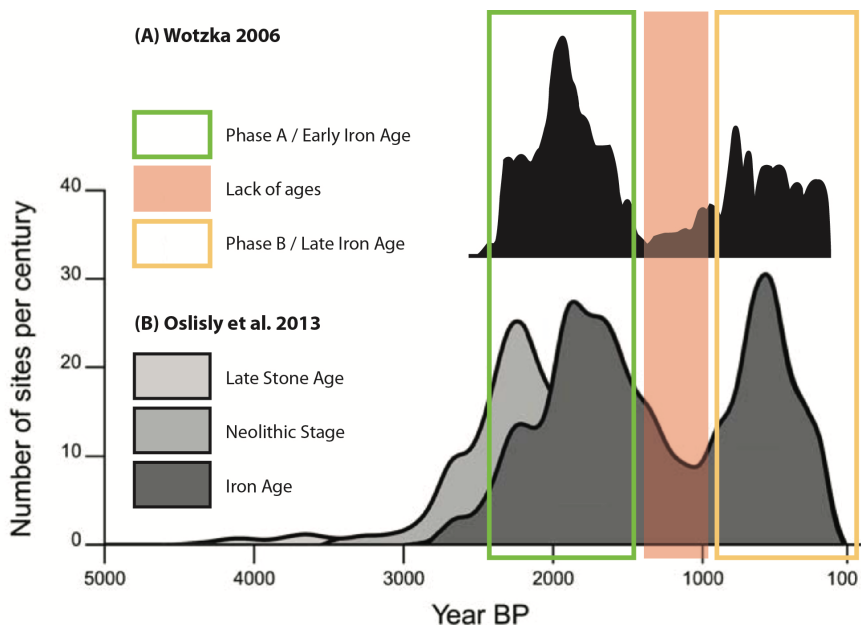 (A) Wotzka 2006
Phase A / Early Iron Age
Lack of ages
Phase B / Late Iron Age
(B) Oslisly et al. 2013
Late Stone Age
Neolithic Stage
Iron Age
Number of sites per century
40
30
20
10
0
5000 4000 3000 2000 1000 100
Year BP